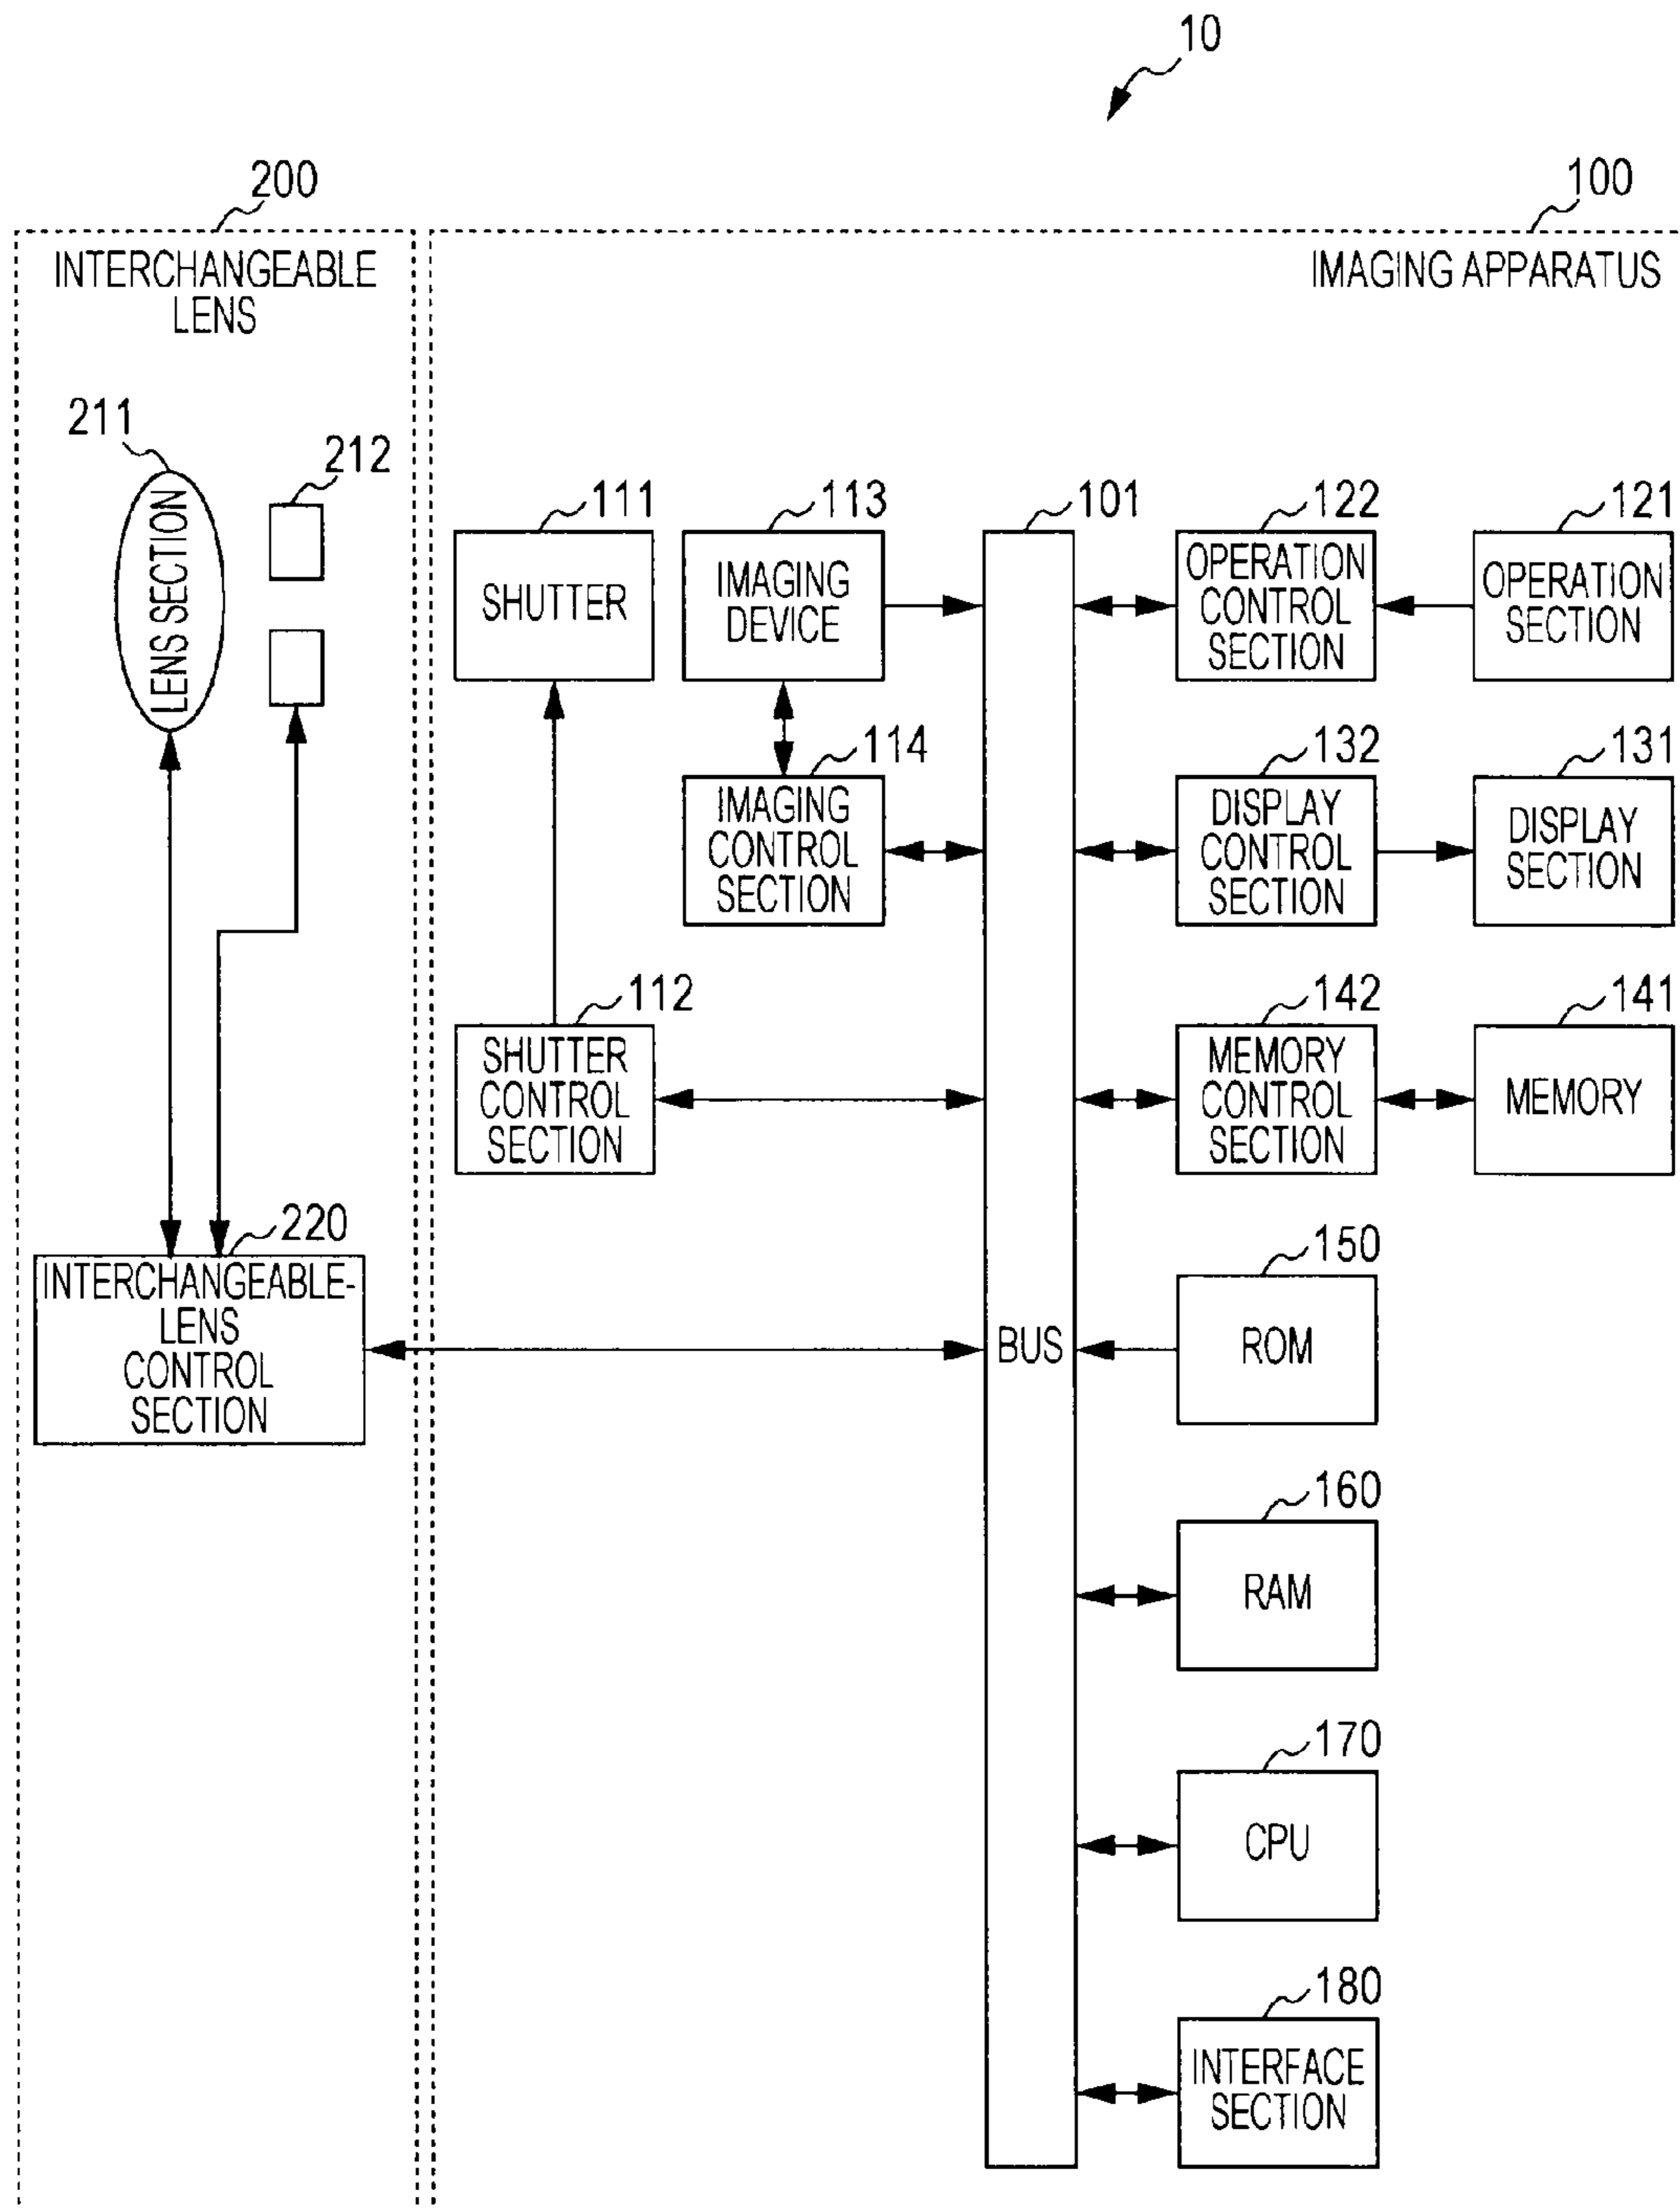 10
200
100
INTERCHANGEABLE
LENS
IMAGING APPARATUS
211
212
LENS SECTION
111
113
101
122
121
SHUTTER
IMAGING
DEVICE
OPERATION
CONTROL
SECTION
OPERATION
SECTION
114
132
131
IMAGING
CONTROL
SECTION
DISPLAY
CONTROL
SECTION
DISPLAY
SECTION
112
142
141
SHUTTER
CONTROL
SECTION
MEMORY
CONTROL
SECTION
MEMORY
220
150
INTERCHANGEABLE-
LENS
CONTROL
SECTION
BUS
ROM
160
RAM
170
CPU
180
INTERFACE
SECTION